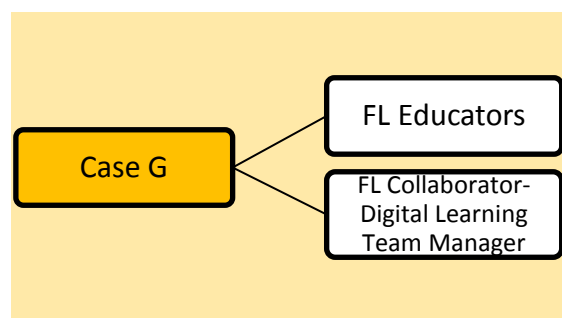 Case G
FL Educators
FL Collaborator-
Digital Learning
Team Manager